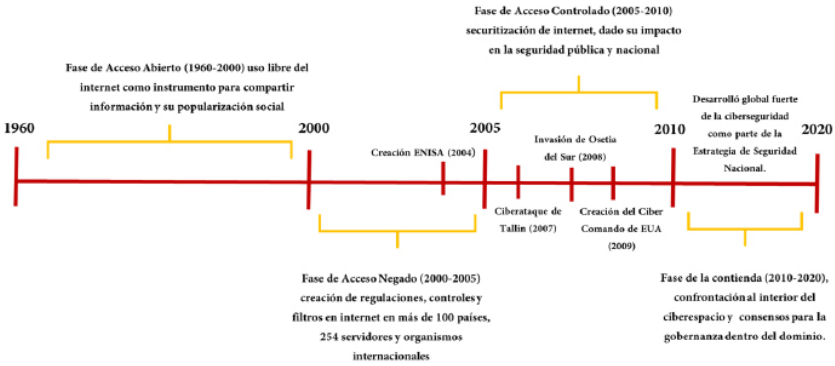 Fase de Acceso Abierto (1960-2000) uso libre del
internet como instrumento para compartir
información y su popularización social
Fase de Acceso Controlado (2005-2010)
securitización de internet, dado su impacto
en la seguridad pública y nacional
1960
2000
2005
2010
2020
Creación ENISA (2004)
Invasión de Osetia
del Sur (2008)
Desarrolló global fuerte
de la ciberseguridad
como parte de la
Estrategia de Seguridad
Nacional.
Ciberataque de
Tallin (2007)
Creación del Ciber
Comando de EUA
(2009)
Fase de Acceso Negado (2000-2005)
creación de regulaciones, controles y
filtros en internet en más de 100 países,
254 servidores y organismos
internacionales
Fase de la contienda (2010-2020),
confrontación al interior del
ciberespacio y consensos para la
gobernanza dentro del dominio.